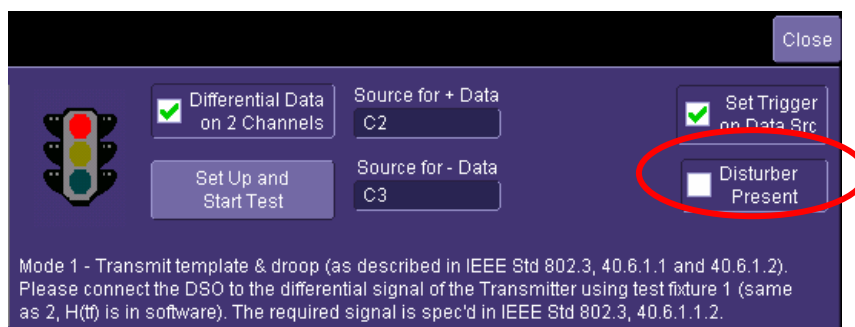 Close
Differential Data
on 2 Channels
Source for + Data
C2
Set Trigger
on Data Src
Set Up and
Start Test
Source for - Data
C3
Disturber
Present
Mode 1 - Transmit template & droop (as described in IEEE Std 802.3, 40.6.1.1 and 40.6.1.2).
Please connect the DSO to the differential signal of the Transmitter using test fixture 1 (same
as 2, H(tf) is in software). The required signal is spec'd in IEEE Std 802.3, 40.6.1.1.2.